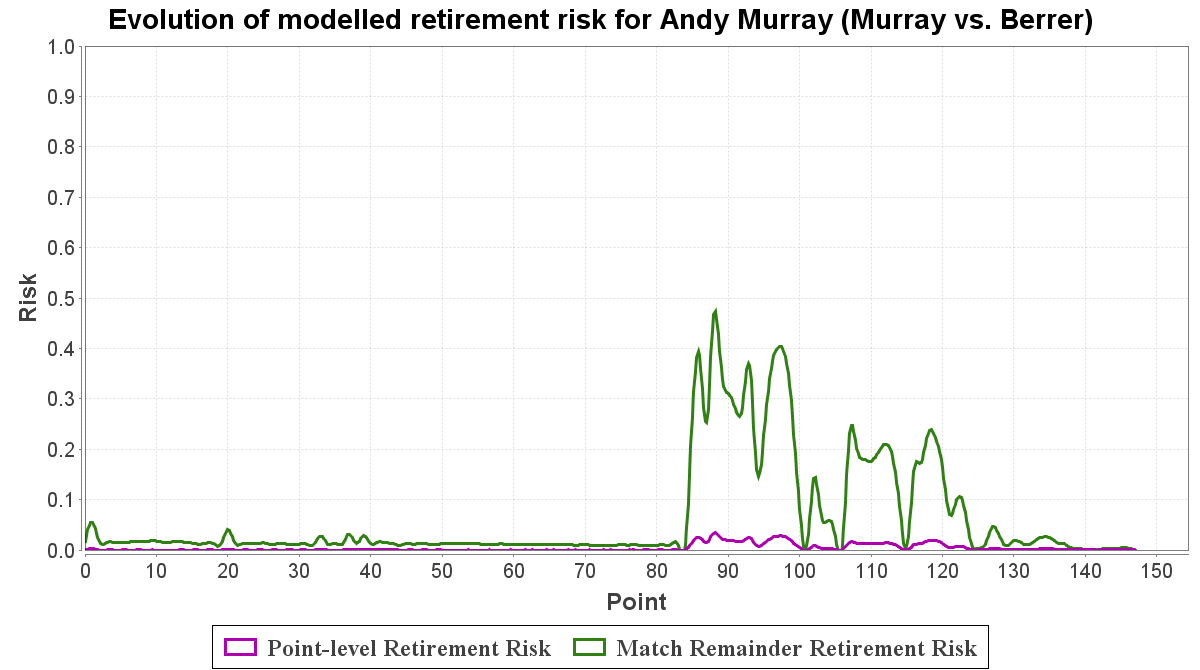 Evolution of modelled retirement risk for Andy Murray (Murray vs. Berrer)
1.0
0.9
0.8
0.7
0.6
0.5
0.4
0.3
0.2
0.1
0.0
Risk
0 10 20 30 40 50 60 70 80 90 100 110 120 130 140 150
Point
Point-level Retirement Risk Match Remainder Retirement Risk